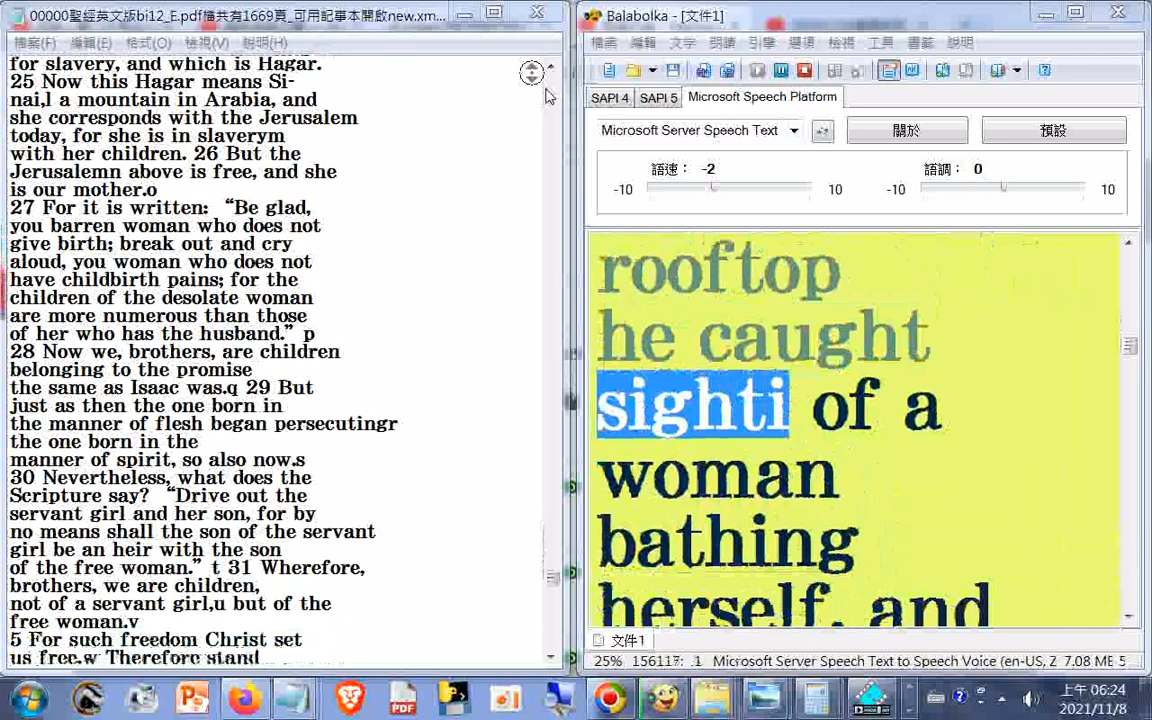 00000聖經英文版bi12_E.pdf檔共有1669頁_可用記事本開啟new.xm...
檔案(F) 編輯(E) 格式(O) 檢視(V) 說明(H)
for slavery, and which is Hagar.
25 Now this Hagar means Si-
nai,l a mountain in Arabia, and
she corresponds with the Jerusalem
today, for she is in slaverym
with her children. 26 But the
Jerusalemn above is free, and she
is our mother.o
27 For it is written: “Be glad,
you barren woman who does not
give birth; break out and cry
aloud, you woman who does not
have childbirth pains; for the
children of the desolate woman
are more numerous than those
of her who has the husband.” p
28 Now we, brothers, are children
belonging to the promise
the same as Isaac was.q 29 But
just as then the one born in
the manner of flesh began persecutingr
the one born in the
manner of spirit, so also now.s
30 Nevertheless, what does the
Scripture say? “Drive out the
servant girl and her son, for by
no means shall the son of the servant
girl be an heir with the son
of the free woman.” t 31 Wherefore,
brothers, we are children,
not of a servant girl,u but of the
free woman.v
5 For such freedom Christ set
us free.w Therefore stand
Balabolka - [文件1]
檔案 編輯 文字 朗讀 引擎 選項 檢視 工具 書籤 說明
SAPI 4 SAPI 5 Microsoft Speech Platform
Microsoft Server Speech Text 關於 預設
語速： -2 語調： 0
-10 10 -10 10
rooftop
he caught
sighti of a
woman
bathing
herself, and
文件1
25% 156117: .1 Microsoft Server Speech Text to Speech Voice (en-US, Z 7.08 MB 5
PDF
上午 06:24
2021/11/8